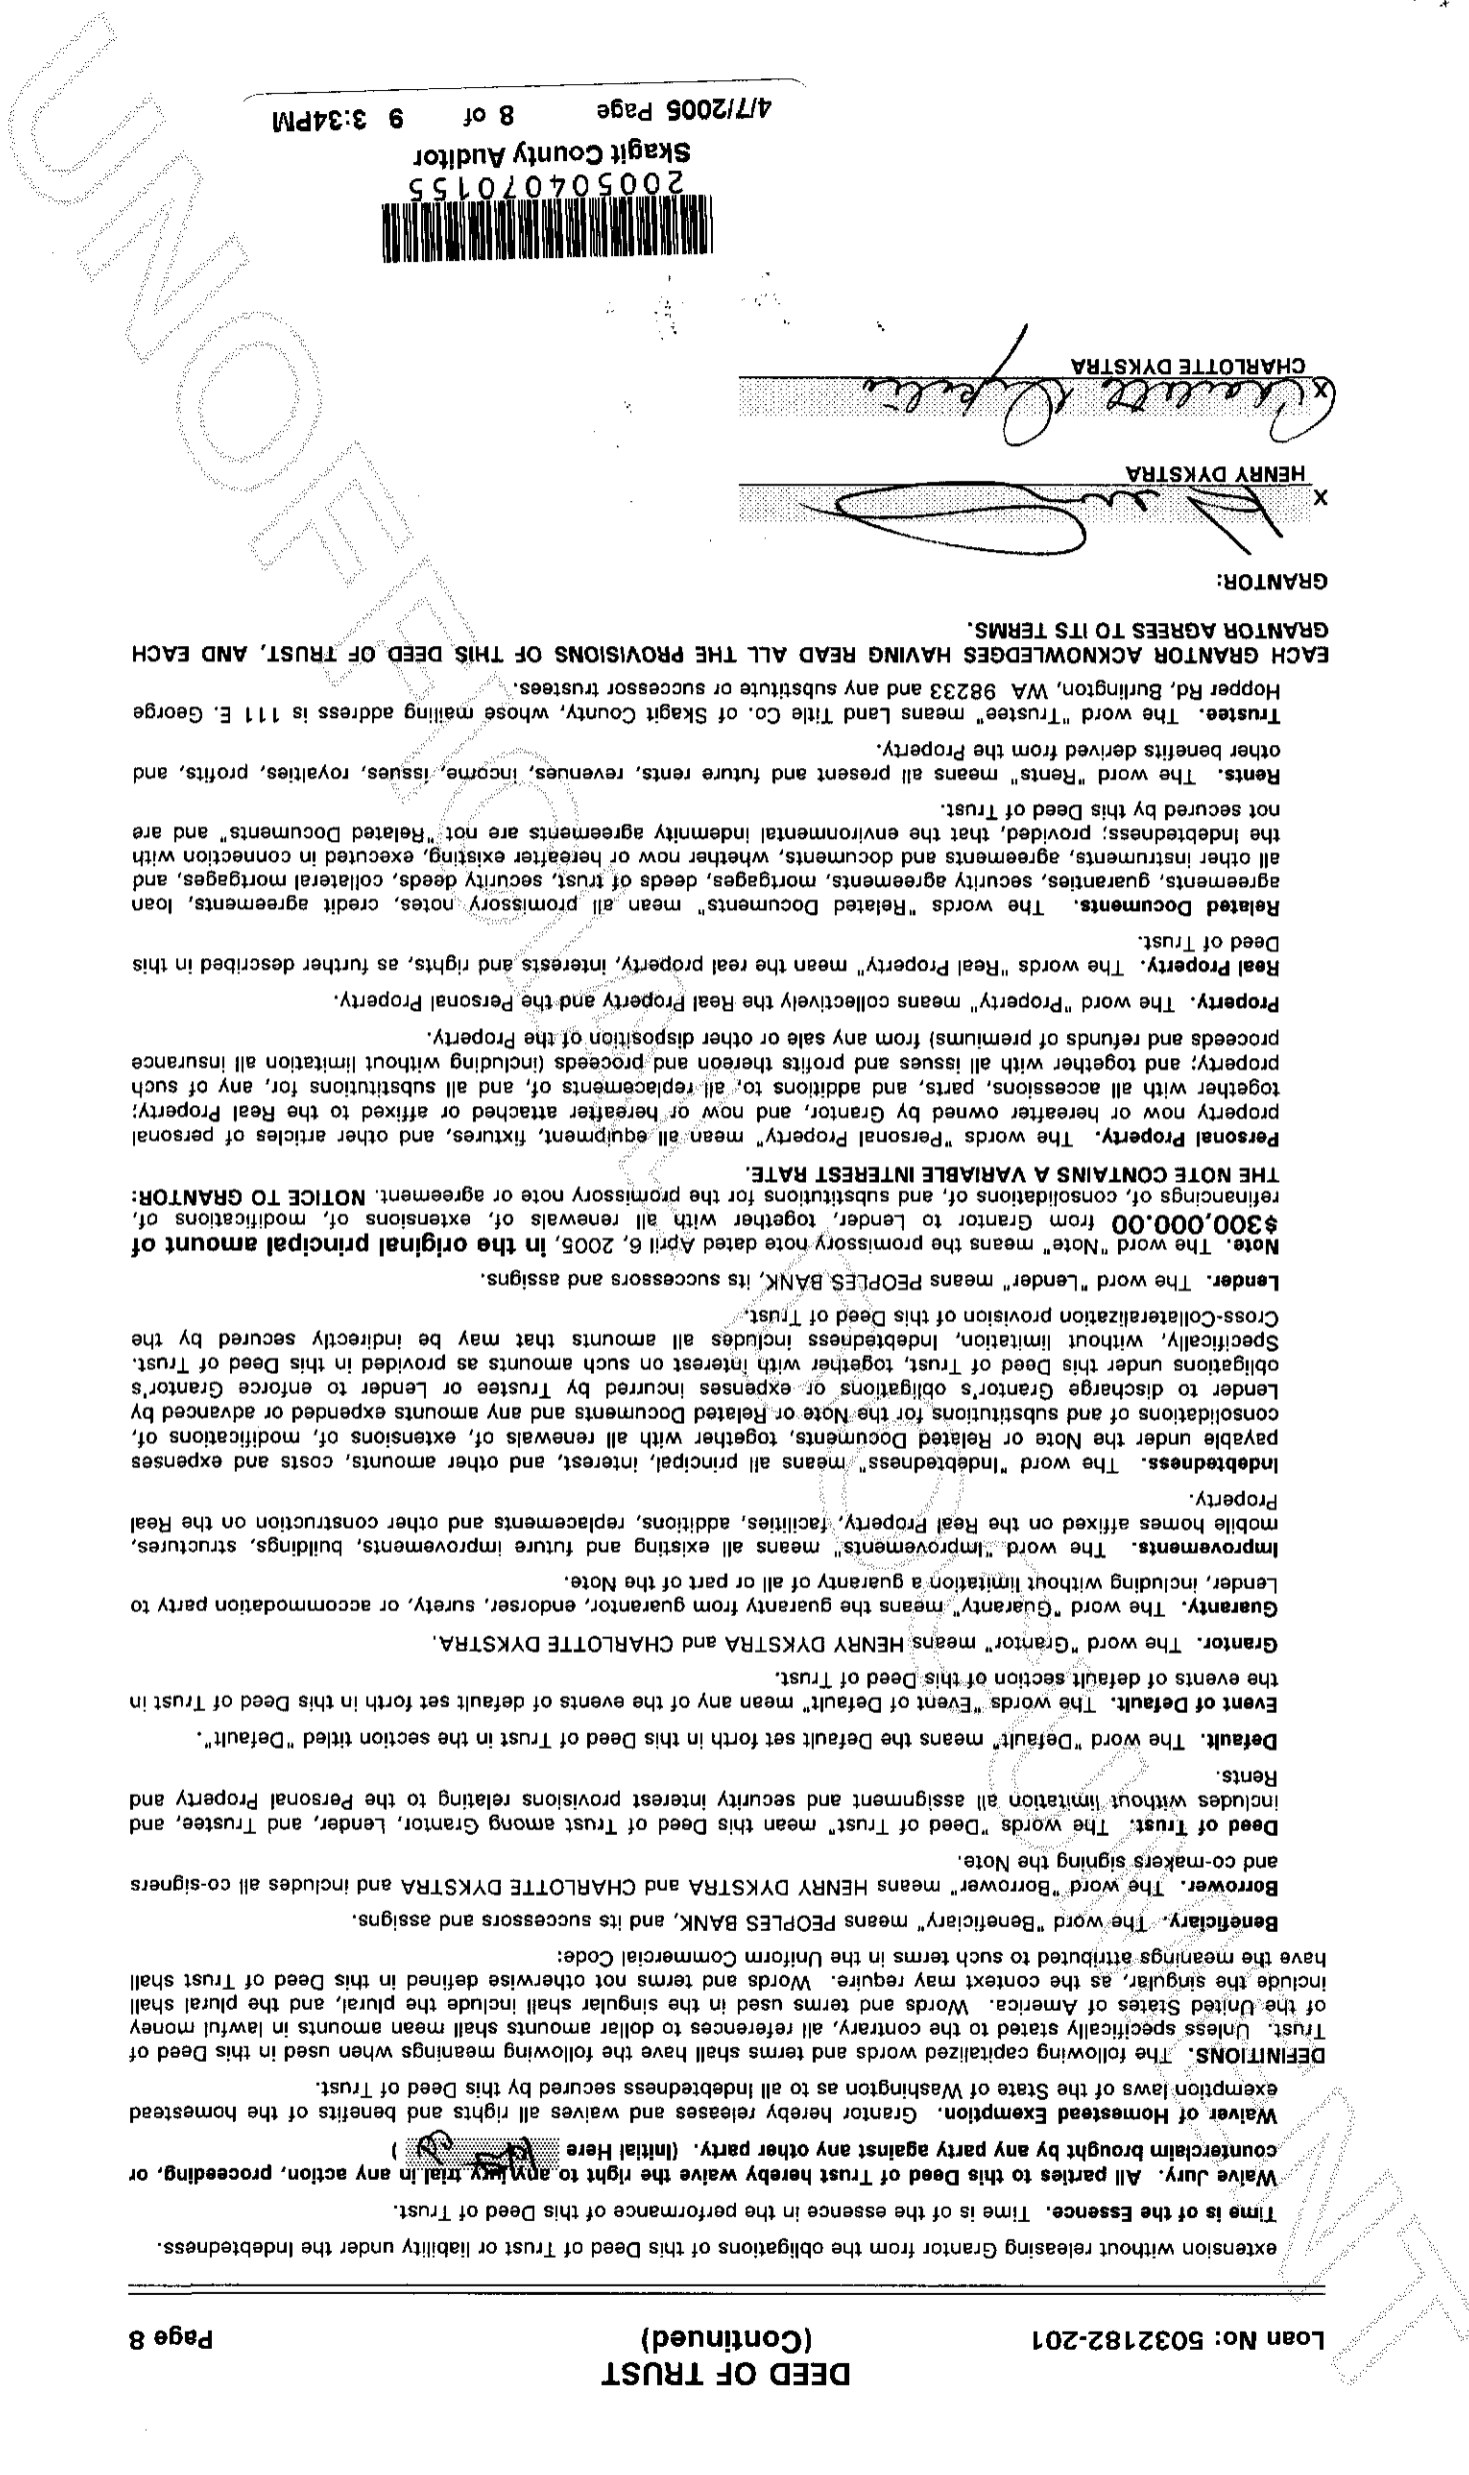 DEED OF TRUST
Loan No: 5032182-201 (Continued) Page 8
extension without releasing Grantor from the obligations of this Deed of Trust or liability under the Indebtedness.
Time is of the Essence. Time is of the essence in the performance of this Deed of Trust.
Waive Jury. All parties to this Deed of Trust hereby waive the right to any jury trial in any action, proceeding, or
counterclaim brought by any party against any other party. (Initial Here )
Waiver of Homestead Exemption. Grantor hereby releases and waives all rights and benefits of the homestead
exemption laws of the State of Washington as to all Indebtedness secured by this Deed of Trust.
DEFINITIONS. The following capitalized words and terms shall have the following meanings when used in this Deed of
Trust. Unless specifically stated to the contrary, all references to dollar amounts shall mean amounts in lawful money
of the United States of America. Words and terms used in the singular shall include the plural, and the plural shall
include the singular, as the context may require. Words and terms not otherwise defined in this Deed of Trust shall
have the meanings attributed to such terms in the Uniform Commercial Code:
Beneficiary. The word "Beneficiary" means PEOPLES BANK, and its successors and assigns.
Borrower. The word "Borrower" means HENRY DYKSTRA and CHARLOTTE DYKSTRA and includes all co-signers
and co-makers signing the Note.
Deed of Trust. The words "Deed of Trust" mean this Deed of Trust among Grantor, Lender, and Trustee, and
includes without limitation all assignment and security interest provisions relating to the Personal Property and
Rents.
Default. The word "Default" means the Default set forth in this Deed of Trust in the section titled "Default".
Event of Default. The words "Event of Default" mean any of the events of default set forth in this Deed of Trust in
the events of default section of this Deed of Trust.
Grantor. The word "Grantor" means HENRY DYKSTRA and CHARLOTTE DYKSTRA.
Guaranty. The word "Guaranty" means the guaranty from guarantor, endorser, surety, or accommodation party to
Lender, including without limitation a guaranty of all or part of the Note.
Improvements. The word "Improvements" means all existing and future improvements, buildings, structures,
mobile homes affixed on the Real Property, facilities, additions, replacements and other construction on the Real
Property.
Indebtedness. The word "Indebtedness" means all principal, interest, and other amounts, costs and expenses
payable under the Note or Related Documents, together with all renewals of, extensions of, modifications of,
consolidations of and substitutions for the Note or Related Documents and any amounts expended or advanced by
Lender to discharge Grantor's obligations or expenses incurred by Trustee or Lender to enforce Grantor's
obligations under this Deed of Trust, together with interest on such amounts as provided in this Deed of Trust.
Specifically, without limitation, Indebtedness includes all amounts that may be indirectly secured by the
Cross-Collateralization provision of this Deed of Trust.
Lender. The word "Lender" means PEOPLES BANK, its successors and assigns.
Note. The word "Note" means the promissory note dated April 6, 2005, in the original principal amount of
$300,000.00 from Grantor to Lender, together with all renewals of, extensions of, modifications of,
refinancings of, consolidations of, and substitutions for the promissory note or agreement. NOTICE TO GRANTOR:
THE NOTE CONTAINS A VARIABLE INTEREST RATE.
Personal Property. The words "Personal Property" mean all equipment, fixtures, and other articles of personal
property now or hereafter owned by Grantor, and now or hereafter attached or affixed to the Real Property;
together with all accessions, parts, and additions to, all replacements of, and all substitutions for, any of such
property; and together with all issues and profits thereon and proceeds (including without limitation all insurance
proceeds and refunds of premiums) from any sale or other disposition of the Property.
Property. The word "Property" means collectively the Real Property and the Personal Property.
Real Property. The words "Real Property" mean the real property, interests and rights, as further described in this
Deed of Trust.
Related Documents. The words "Related Documents" mean all promissory notes, credit agreements, loan
agreements, guaranties, security agreements, mortgages, deeds of trust, security deeds, collateral mortgages, and
all other instruments, agreements and documents, whether now or hereafter existing, executed in connection with
the Indebtedness; provided, that the environmental indemnity agreements are not "Related Documents" and are
not secured by this Deed of Trust.
Rents. The word "Rents" means all present and future rents, revenues, income, issues, royalties, profits, and
other benefits derived from the Property.
Trustee. The word "Trustee" means Land Title Co. of Skagit County, whose mailing address is 111 E. George
Hopper Rd, Burlington, WA 98233 and any substitute or successor trustees.
EACH GRANTOR ACKNOWLEDGES HAVING READ ALL THE PROVISIONS OF THIS DEED OF TRUST, AND EACH
GRANTOR AGREES TO ITS TERMS.
GRANTOR:
X
HENRY DYKSTRA
X Charlotte Dykstra
CHARLOTTE DYKSTRA
200504070155
Skagit County Auditor
4/7/2005 Page 8 of 9 3:34PM
UNOFFICIAL DOCUMENT